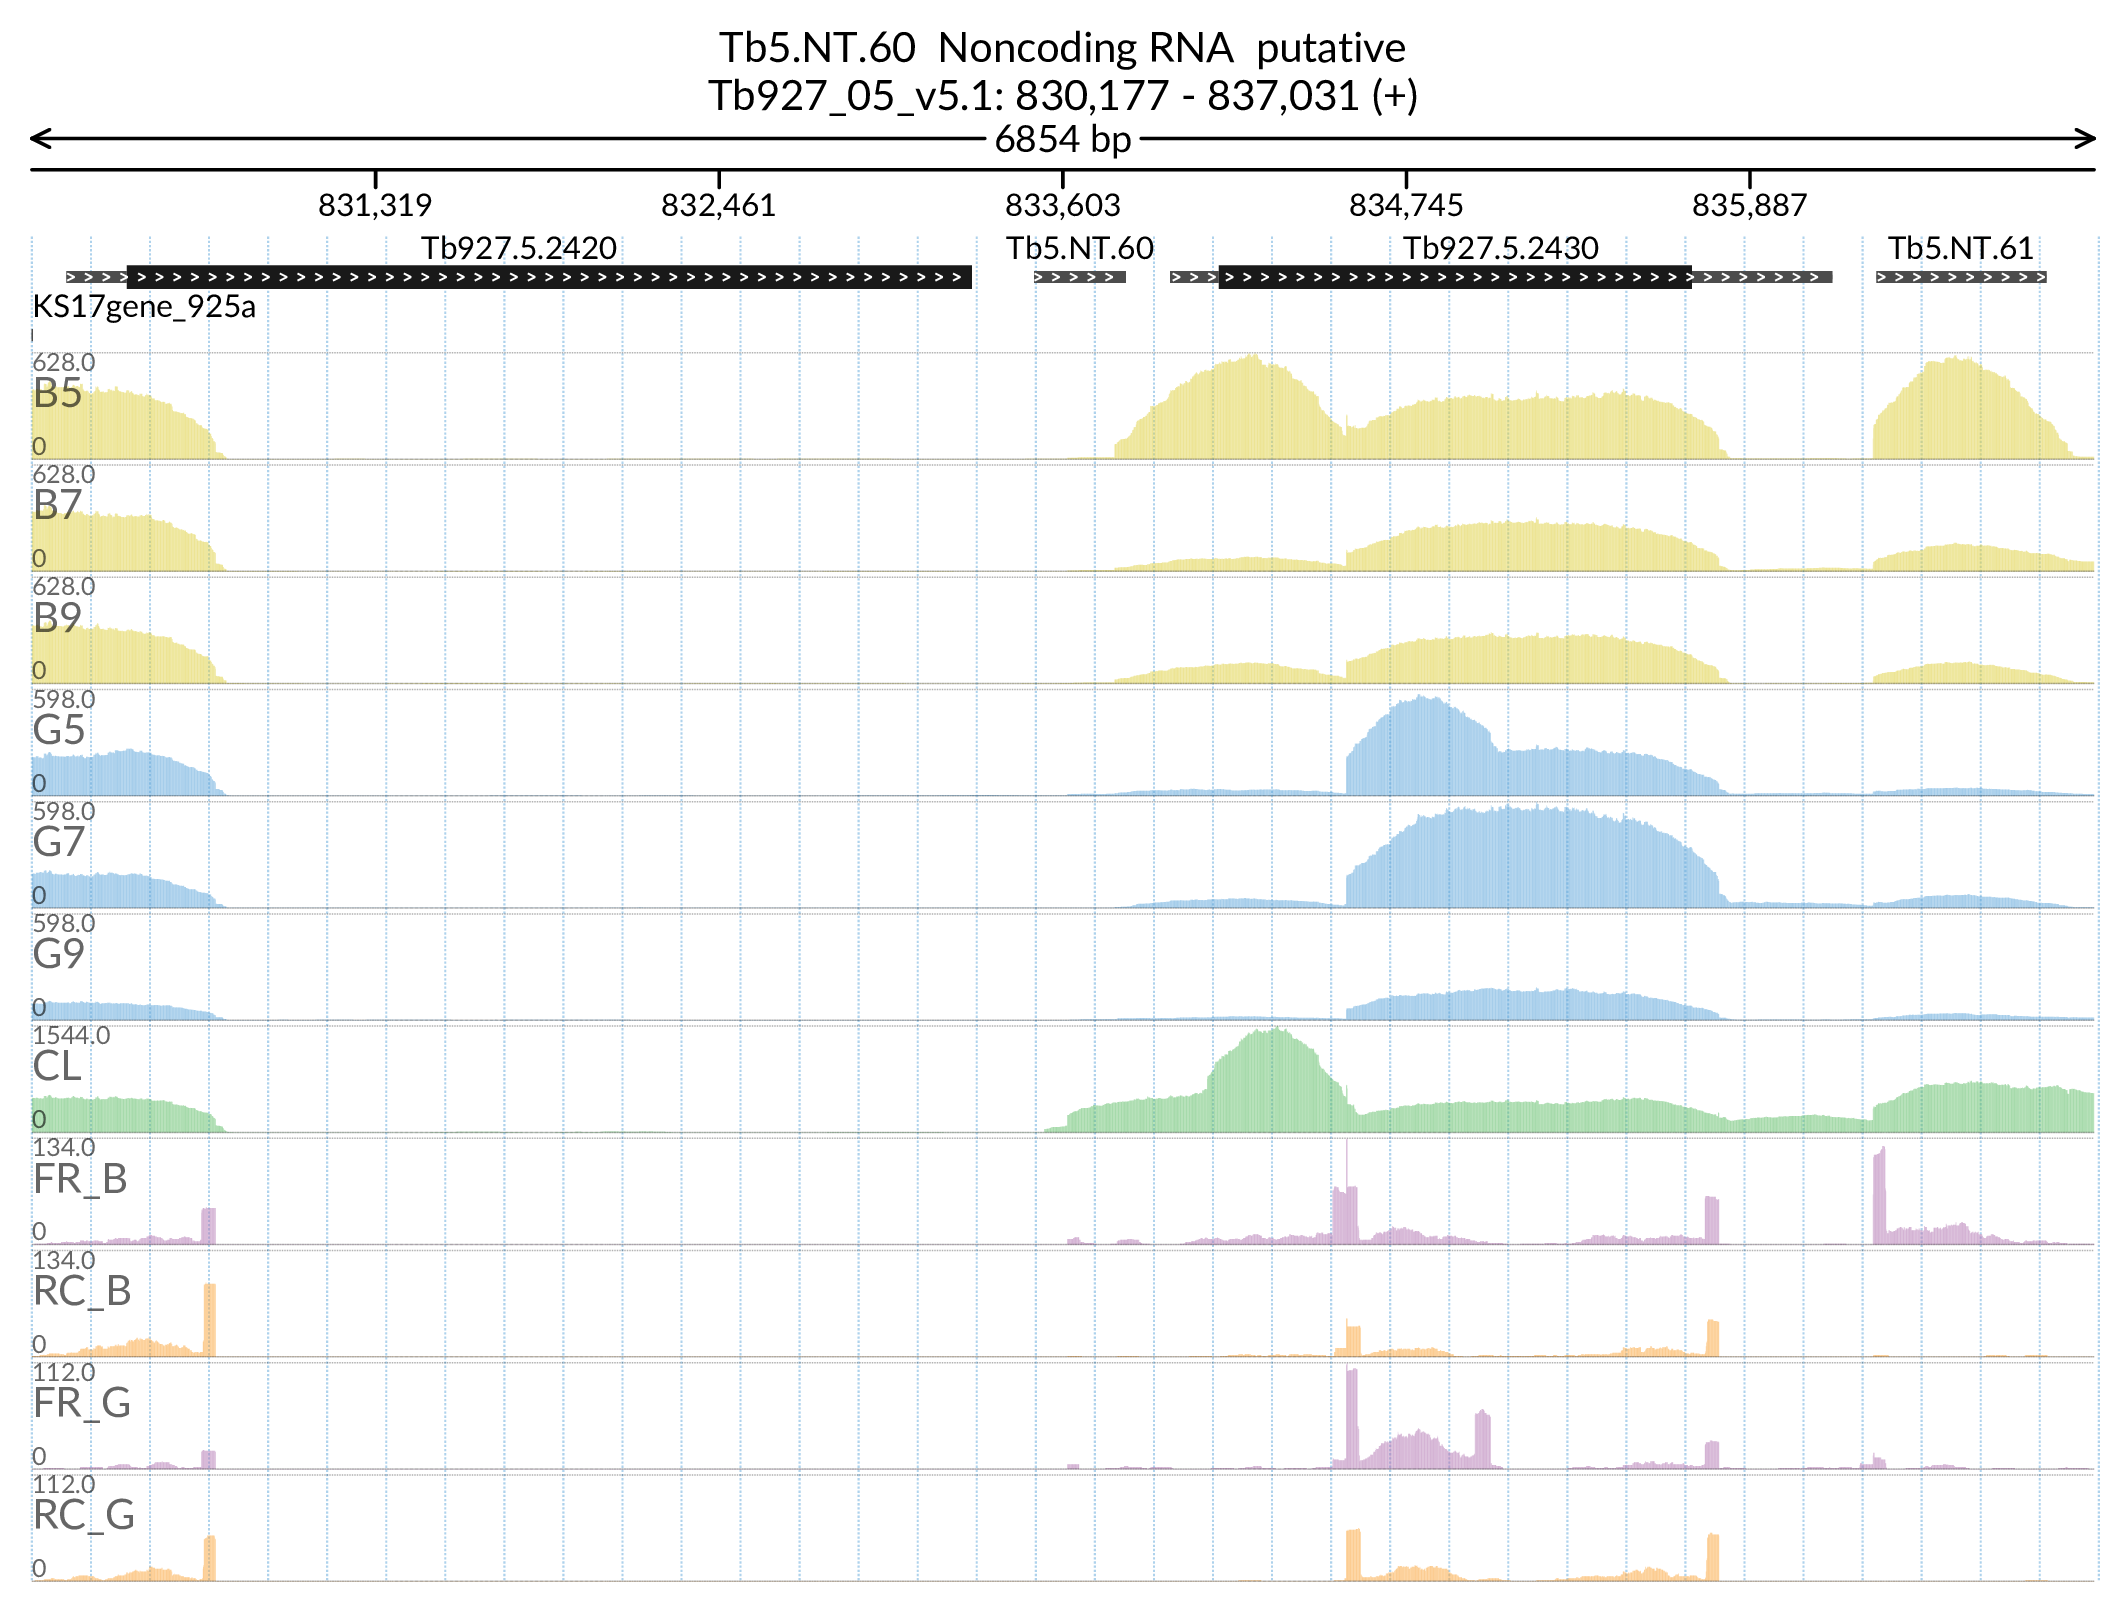 Tb5.NT.60 Noncoding RNA putative
Tb927_05_v5.1: 830,177 - 837,031 (+)
6854 bp
831,319 832,461 833,603 834,745 835,887
Tb927.5.2420 Tb5.NT.60 Tb927.5.2430 Tb5.NT.61
KS17gene_925a
628.0
B5
0
628.0
B7
0
628.0
B9
0
598.0
G5
0
598.0
G7
0
598.0
G9
0
1544.0
CL
0
134.0
FR_B
0
134.0
RC_B
0
112.0
FR_G
0
112.0
RC_G
0